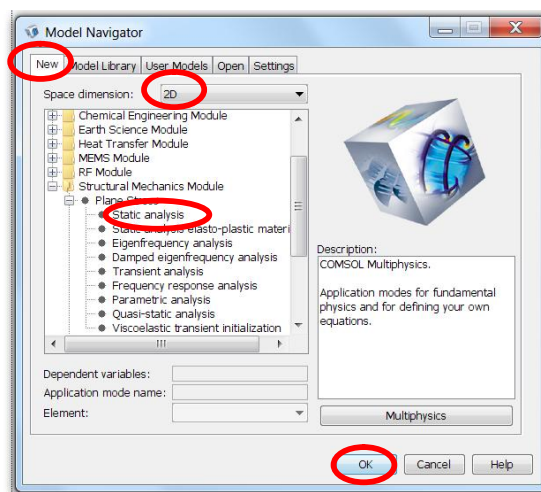 Model Navigator
New Model Library User Models Open Settings
Space dimension: 2D
Chemical Engineering Module
Earth Science Module
Heat Transfer Module
MEMS Module
RF Module
Structural Mechanics Module
Plane Stress
Static analysis
Static analysis elasto-plastic materi
Eigenfrequency analysis
Damped eigenfrequency analysis
Transient analysis
Frequency response analysis
Parametric analysis
Quasi-static analysis
Viscoelastic transient initialization
Description:
COMSOL Multiphysics.
Application modes for fundamental
physics and for defining your own
equations.
Dependent variables:
Application mode name:
Element:
Multiphysics
OK Cancel Help